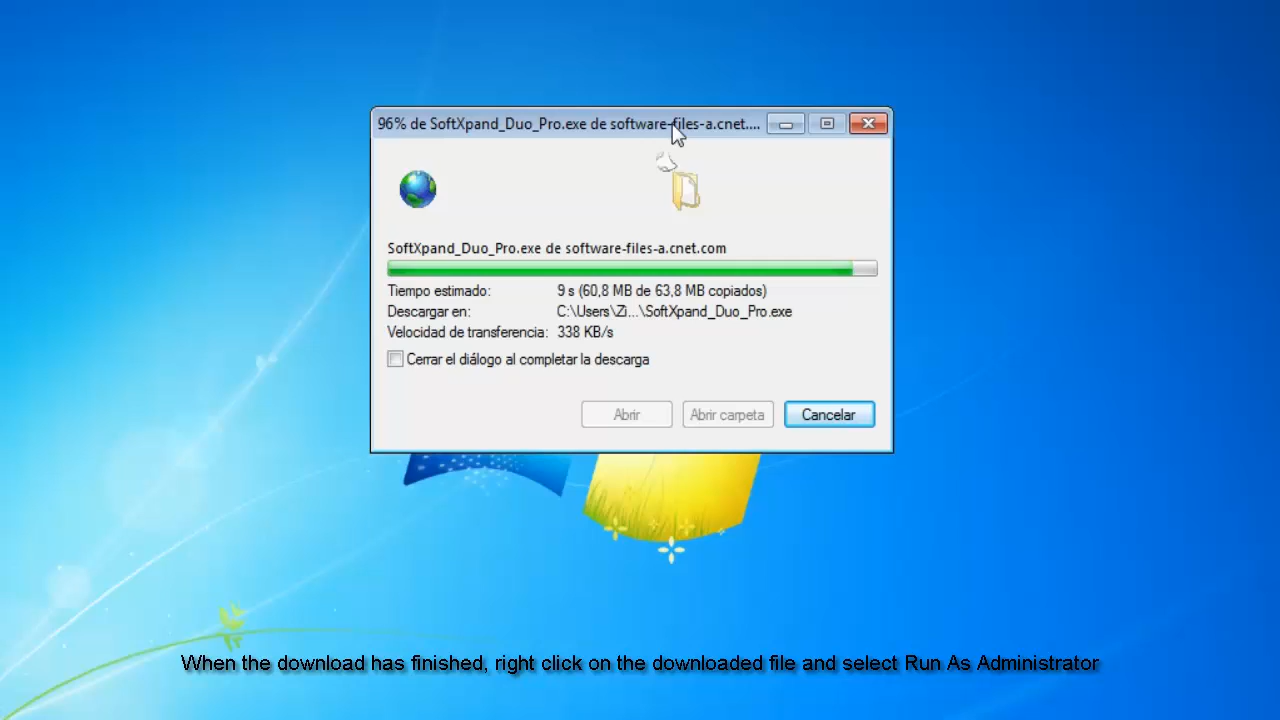 96% de SoftXpand_Duo_Pro.exe de software-files-a.cnet....
SoftXpand_Duo_Pro.exe de software-files-a.cnet.com
Tiempo estimado: 9 s (60,8 MB de 63,8 MB copiados)
Descargar en: C:\Users\Zi...\SoftXpand_Duo_Pro.exe
Velocidad de transferencia: 338 KB/s
Cerrar el diálogo al completar la descarga
Abrir Abrir carpeta Cancelar
When the download has finished, right click on the downloaded file and select Run As Administrator